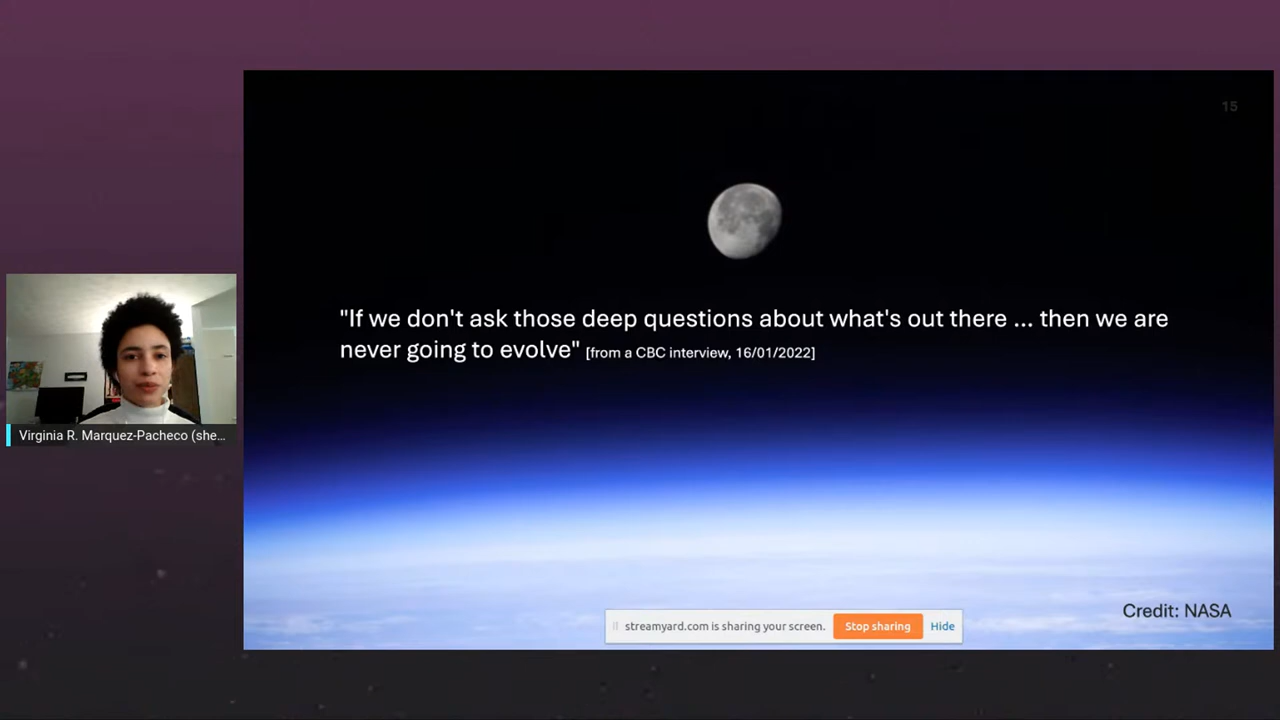 15
"If we don't ask those deep questions about what's out there ... then we are
never going to evolve" [from a CBC interview, 16/01/2022]
Virginia R. Marquez-Pacheco (she...
Credit: NASA
streamyard.com is sharing your screen. Stop sharing Hide